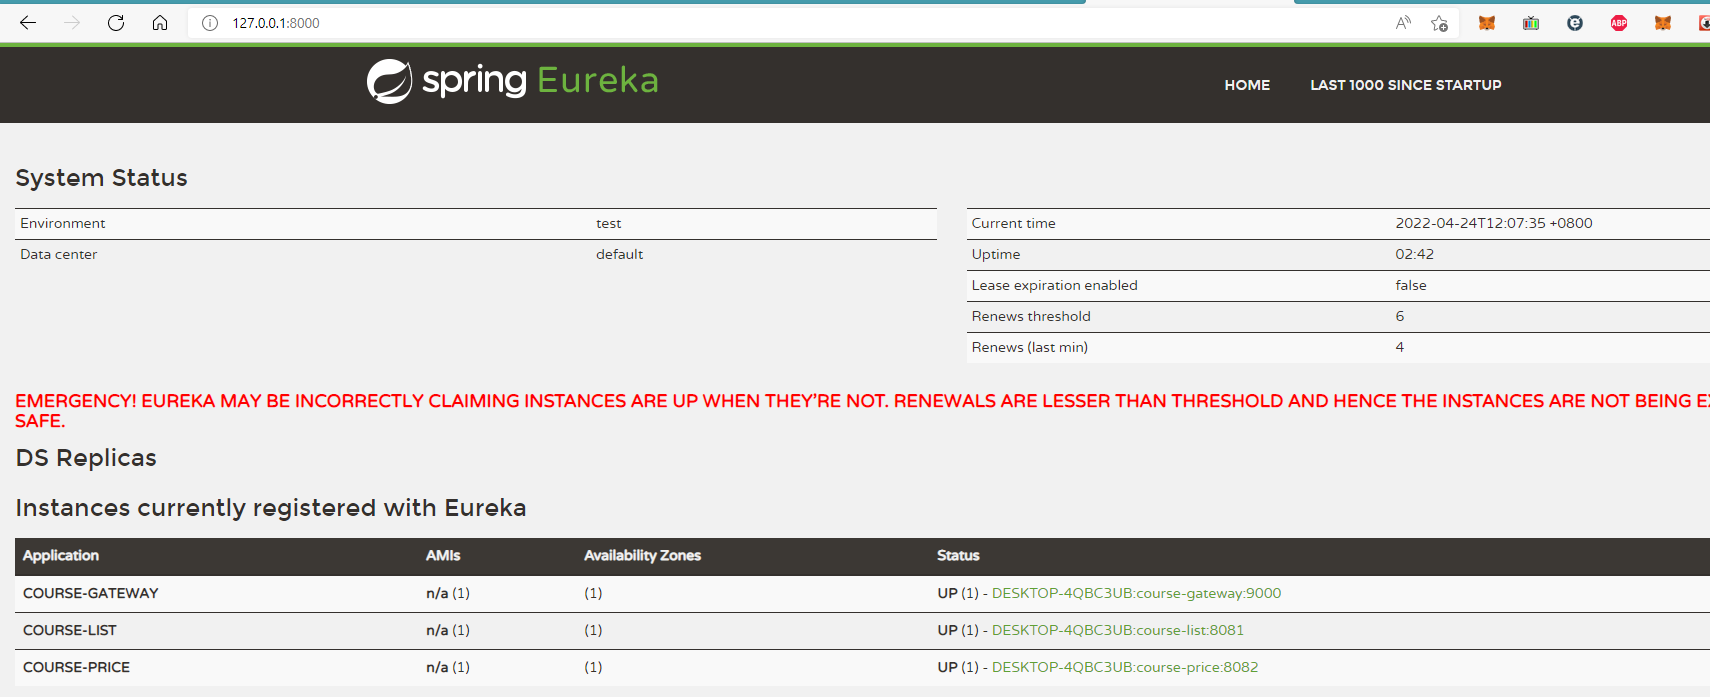 127.0.0.1:8000
ABP
spring Eureka
HOME LAST 1000 SINCE STARTUP
System Status
Environment test
Data center default
Current time 2022-04-24T12:07:35 +0800
Uptime 02:42
Lease expiration enabled false
Renews threshold 6
Renews (last min) 4
EMERGENCY! EUREKA MAY BE INCORRECTLY CLAIMING INSTANCES ARE UP WHEN THEY'RE NOT. RENEWALS ARE LESSER THAN THRESHOLD AND HENCE THE INSTANCES ARE NOT BEING
SAFE.
DS Replicas
Instances currently registered with Eureka
Application AMIs Availability Zones Status
COURSE-GATEWAY n/a (1) (1) UP (1) - DESKTOP-4QBC3UB:course-gateway:9000
COURSE-LIST n/a (1) (1) UP (1) - DESKTOP-4QBC3UB:course-list:8081
COURSE-PRICE n/a (1) (1) UP (1) - DESKTOP-4QBC3UB:course-price:8082